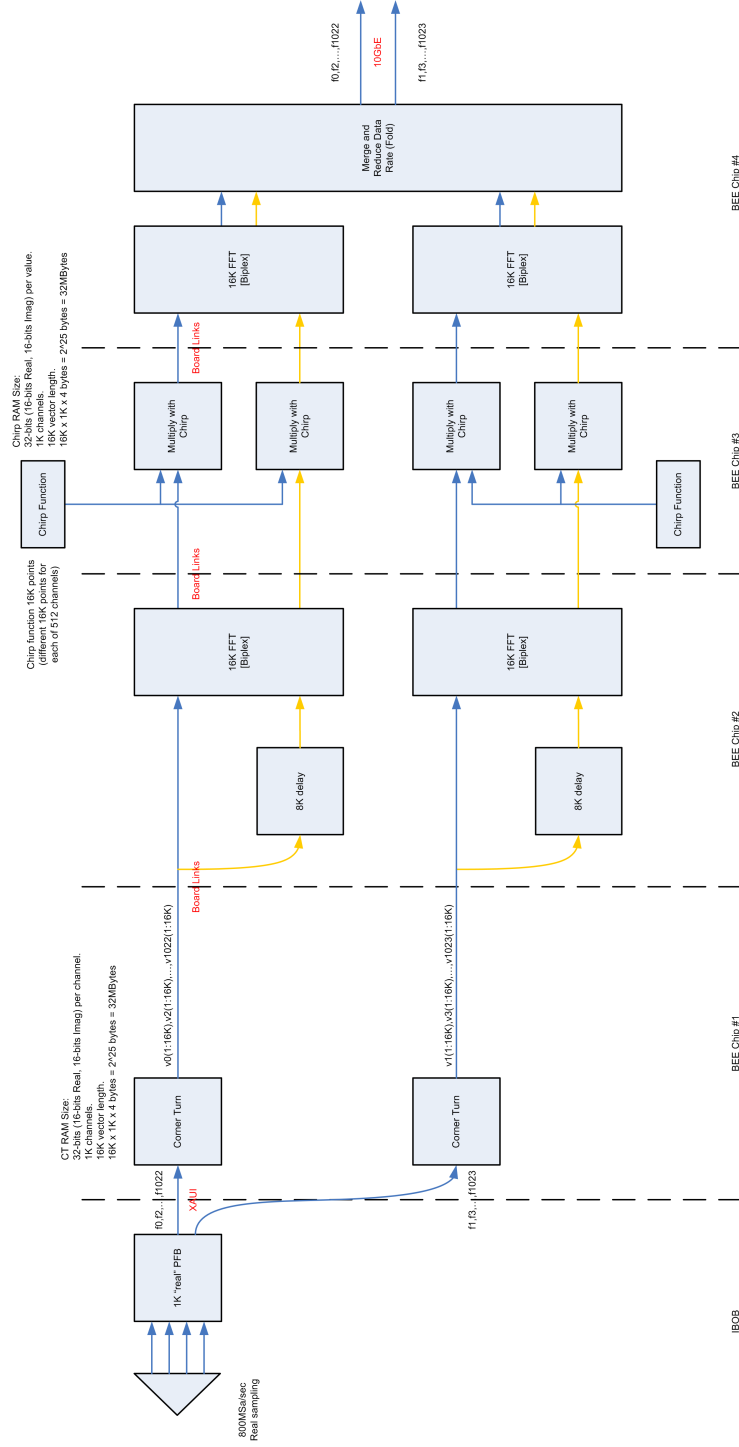 800MSa/sec
Real sampling
1K “real” PFB
f0,f2,...,f1022
XAUI
f1,f3,...,f1023
CT RAM Size:
32-bits (16-bits Real, 16-bits Imag) per channel.
1K channels.
16K vector length.
16K x 1K x 4 bytes = 2^25 bytes = 32MBytes
Corner Turn
Corner Turn
v0(1:16K),v2(1:16K),...,v1022(1:16K)
v1(1:16K),v3(1:16K),...,v1023(1:16K)
Board Links
8K delay
8K delay
16K FFT
[Biplex]
16K FFT
[Biplex]
Board Links
Chirp function 16K points
(different 16K points for
each of 512 channels)
Chirp Function
Chirp RAM Size:
32-bits (16-bits Real, 16-bits Imag) per value.
1K channels.
16K vector length.
16K x 1K x 4 bytes = 2^25 bytes = 32MBytes
Multiply with
Chirp
Multiply with
Chirp
Multiply with
Chirp
Multiply with
Chirp
Chirp Function
Board Links
16K FFT
[Biplex]
16K FFT
[Biplex]
Merge and
Reduce Data
Rate (Fold)
f0,f2,...,f1022
10GbE
f1,f3,...,f1023
IBOB
BEE Chip #1
BEE Chip #2
BEE Chip #3
BEE Chip #4